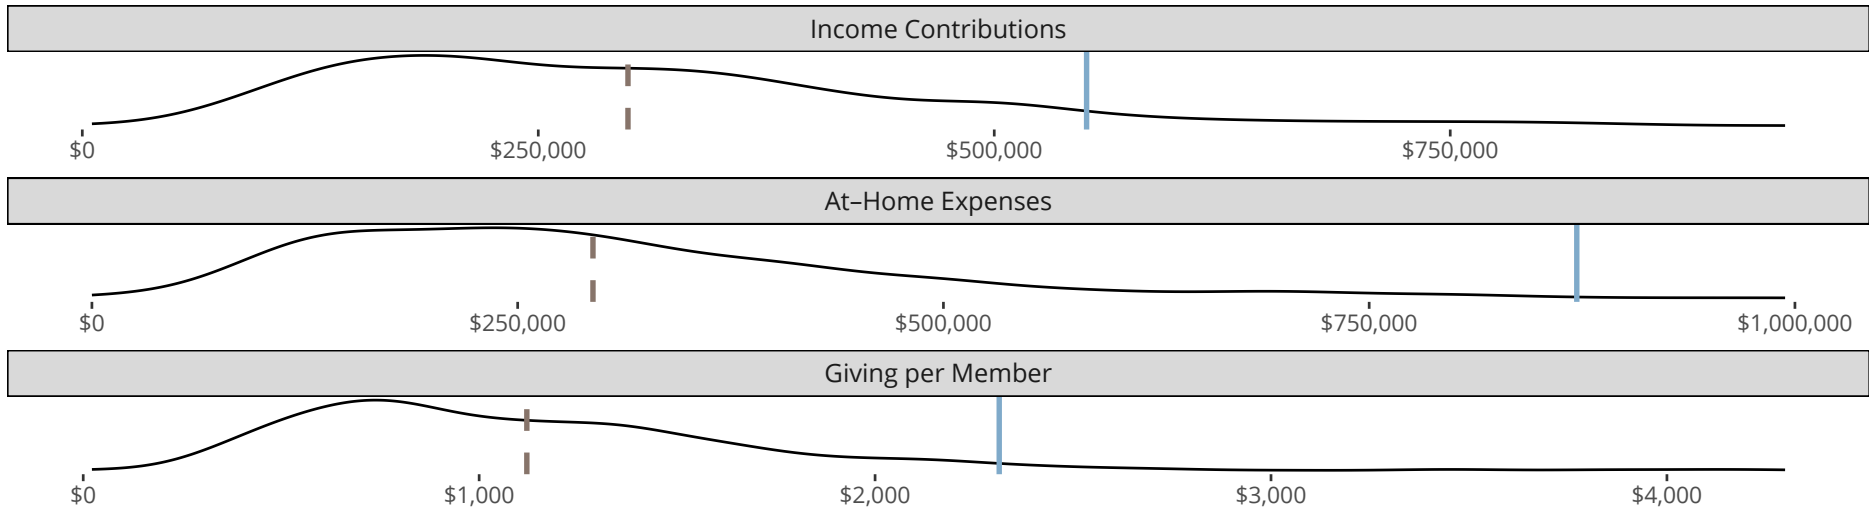 Income Contributions
$0 $250,000 $500,000 $750,000
At–Home Expenses
$0 $250,000 $500,000 $750,000 $1,000,000
Giving per Member
$0 $1,000 $2,000 $3,000 $4,000